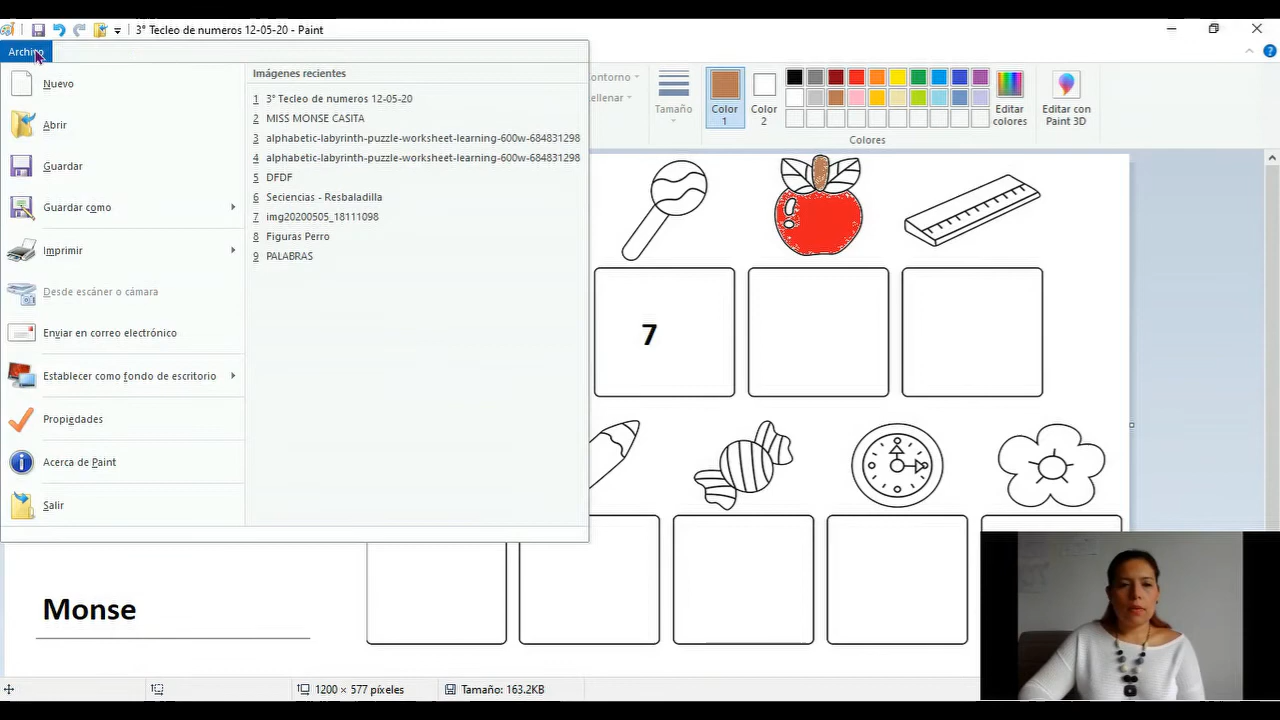 3° Tecleo de numeros 12-05-20 - Paint
Archivo
Nuevo
Abrir
Guardar
Guardar como
Imprimir
Desde escáner o cámara
Enviar en correo electrónico
Establecer como fondo de escritorio
Propiedades
Acerca de Paint
Salir
Imágenes recientes
1 3° Tecleo de numeros 12-05-20
2 MISS MONSE CASITA
3 alphabetic-labyrinth-puzzle-worksheet-learning-600w-684831298
4 alphabetic-labyrinth-puzzle-worksheet-learning-600w-684831298
5 DFDF
6 Seciencias - Resbaladilla
7 img20200505_18111098
8 Figuras Perro
9 PALABRAS
ontorno
ellenar
Tamaño
Color
1
Color
2
Editar
colores
Editar con
Paint 3D
Colores
7
Monse
1200 × 577 píxeles
Tamaño: 163.2KB